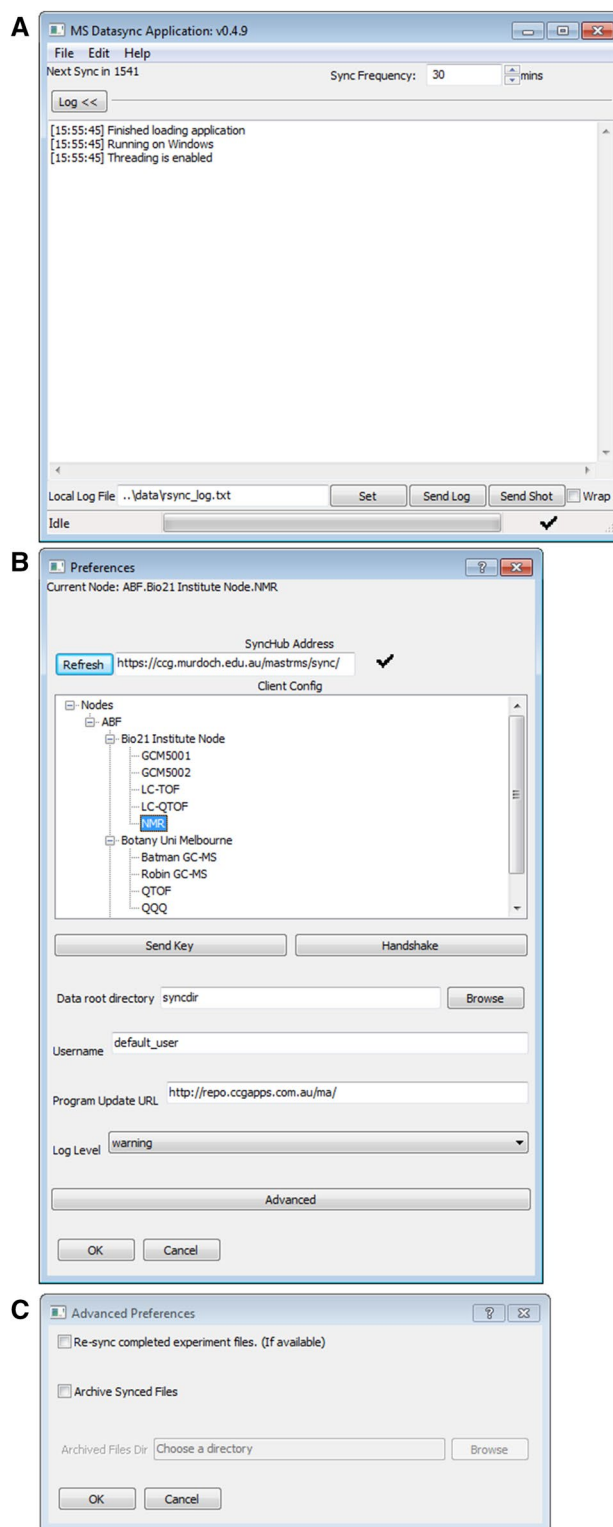 A
MS Datasync Application: v0.4.9
File Edit Help
Next Sync in 1541
Sync Frequency: 30 mins
Log <<
[15:55:45] Finished loading application
[15:55:45] Running on Windows
[15:55:45] Threading is enabled
Local Log File ..\data\rsync_log.txt Set Send Log Send Shot Wrap
Idle
B
Preferences
Current Node: ABF.Bio21 Institute Node.NMR
SyncHub Address
Refresh https://ccg.murdoch.edu.au/mastrms/sync/
Client Config
Nodes
ABF
Bio21 Institute Node
GCM5001
GCM5002
LC-TOF
LC-QTOF
NMR
Botany Uni Melbourne
Batman GC-MS
Robin GC-MS
QTOF
QQQ
Send Key Handshake
Data root directory syncdir Browse
Username default_user
Program Update URL http://repo.ccgapps.com.au/ma/
Log Level warning
Advanced
OK Cancel
C
Advanced Preferences
Re-sync completed experiment files. (If available)
Archive Synced Files
Archived Files Dir Choose a directory Browse
OK Cancel